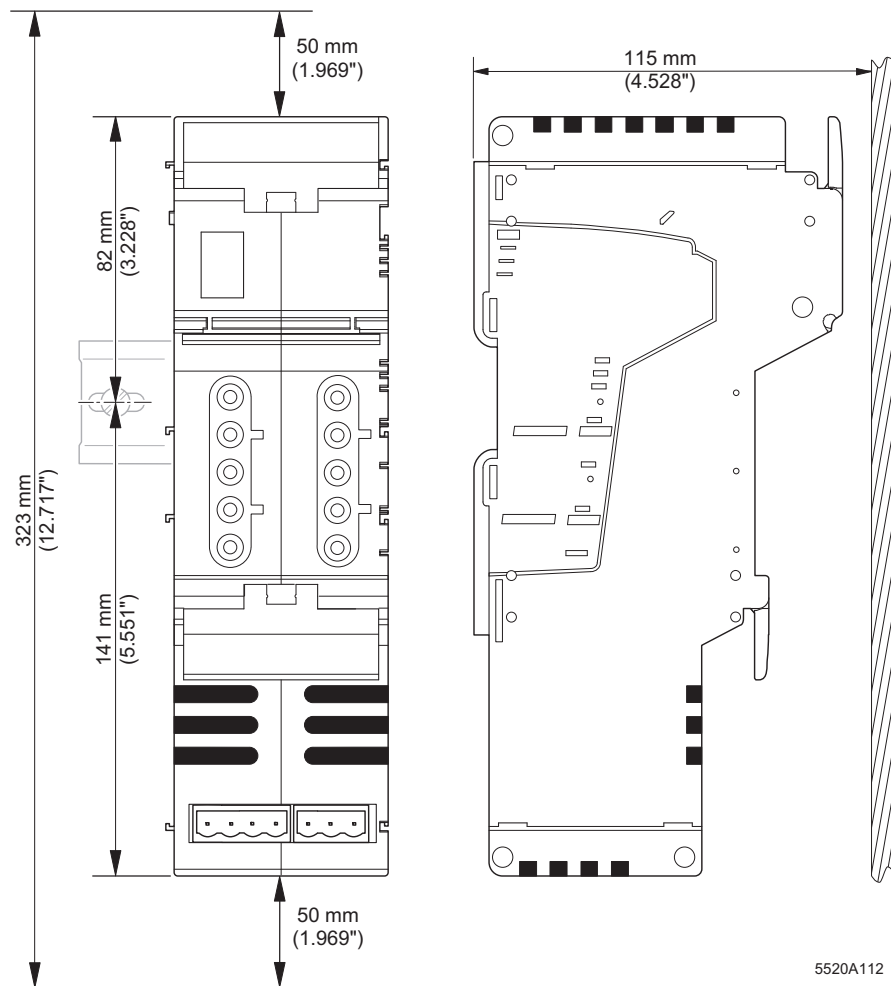 50 mm
(1.969")
115 mm
(4.528")
82 mm
(3.228")
323 mm
(12.717")
141 mm
(5.551")
50 mm
(1.969")
5520A112